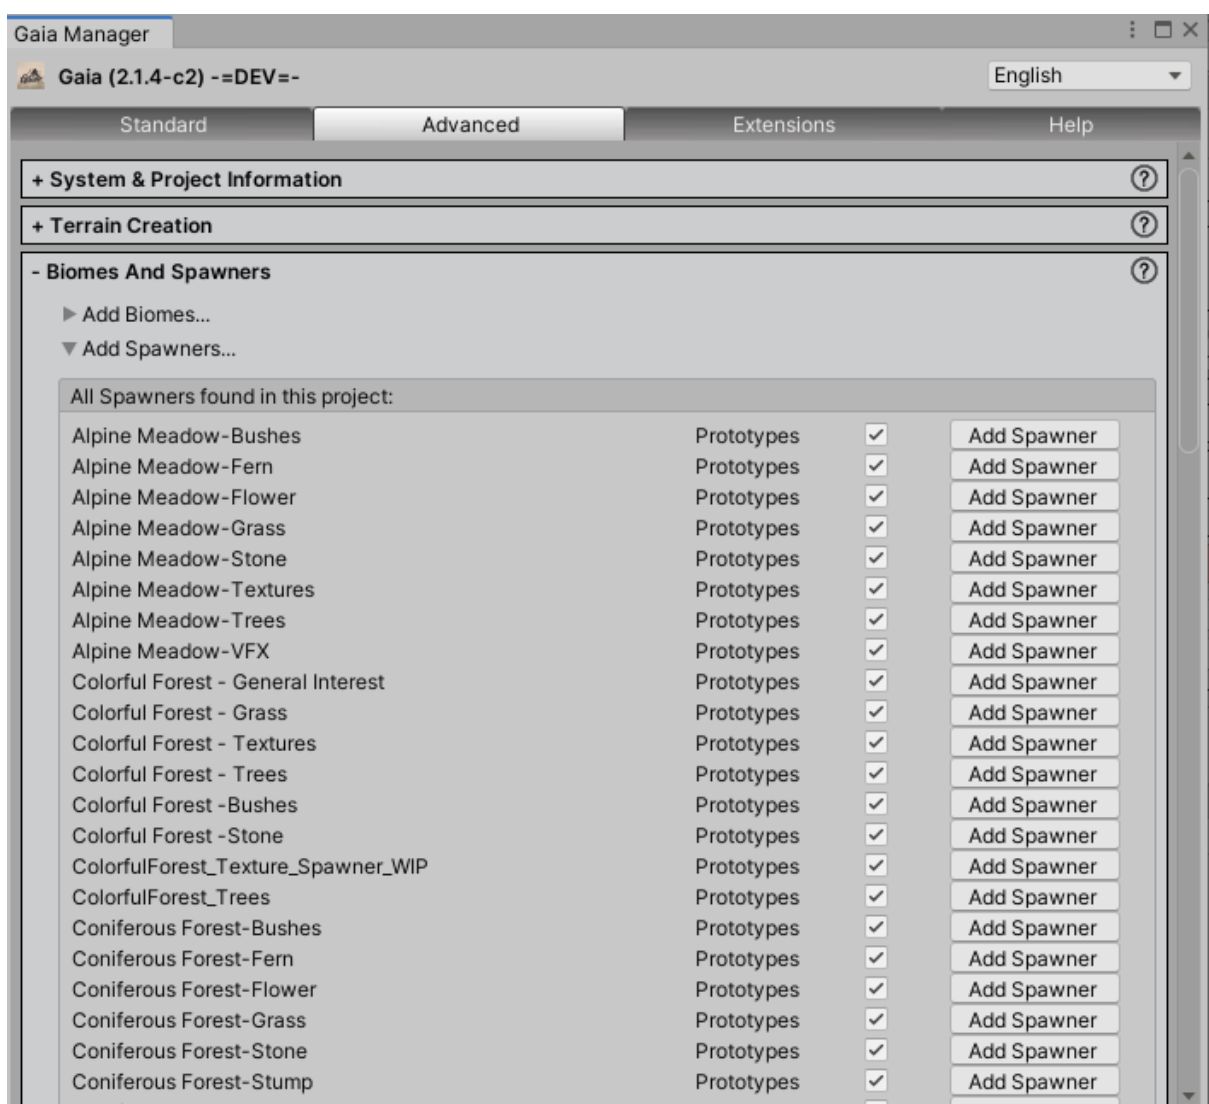 Gaia Manager
Gaia (2.1.4-c2) -=DEV=- English
Standard Advanced Extensions Help
+ System & Project Information ?
+ Terrain Creation ?
- Biomes And Spawners ?
Add Biomes...
Add Spawners...
All Spawners found in this project:
Alpine Meadow-Bushes Prototypes Add Spawner
Alpine Meadow-Fern Prototypes Add Spawner
Alpine Meadow-Flower Prototypes Add Spawner
Alpine Meadow-Grass Prototypes Add Spawner
Alpine Meadow-Stone Prototypes Add Spawner
Alpine Meadow-Textures Prototypes Add Spawner
Alpine Meadow-Trees Prototypes Add Spawner
Alpine Meadow-VFX Prototypes Add Spawner
Colorful Forest - General Interest Prototypes Add Spawner
Colorful Forest - Grass Prototypes Add Spawner
Colorful Forest - Textures Prototypes Add Spawner
Colorful Forest - Trees Prototypes Add Spawner
Colorful Forest -Bushes Prototypes Add Spawner
Colorful Forest -Stone Prototypes Add Spawner
ColorfulForest_Texture_Spawner_WIP Prototypes Add Spawner
ColorfulForest_Trees Prototypes Add Spawner
Coniferous Forest-Bushes Prototypes Add Spawner
Coniferous Forest-Fern Prototypes Add Spawner
Coniferous Forest-Flower Prototypes Add Spawner
Coniferous Forest-Grass Prototypes Add Spawner
Coniferous Forest-Stone Prototypes Add Spawner
Coniferous Forest-Stump Prototypes Add Spawner